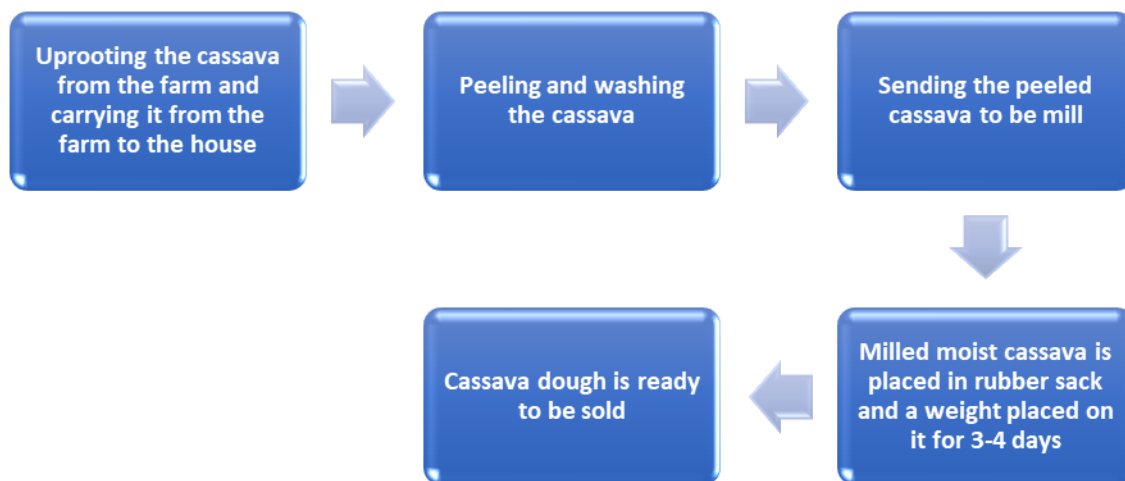 Uprooting the cassava
from the farm and
carrying it from the
farm to the house
Peeling and washing
the cassava
Sending the peeled
cassava to be mill
Milled moist cassava is
placed in rubber sack
and a weight placed on
it for 3-4 days
Cassava dough is ready
to be sold